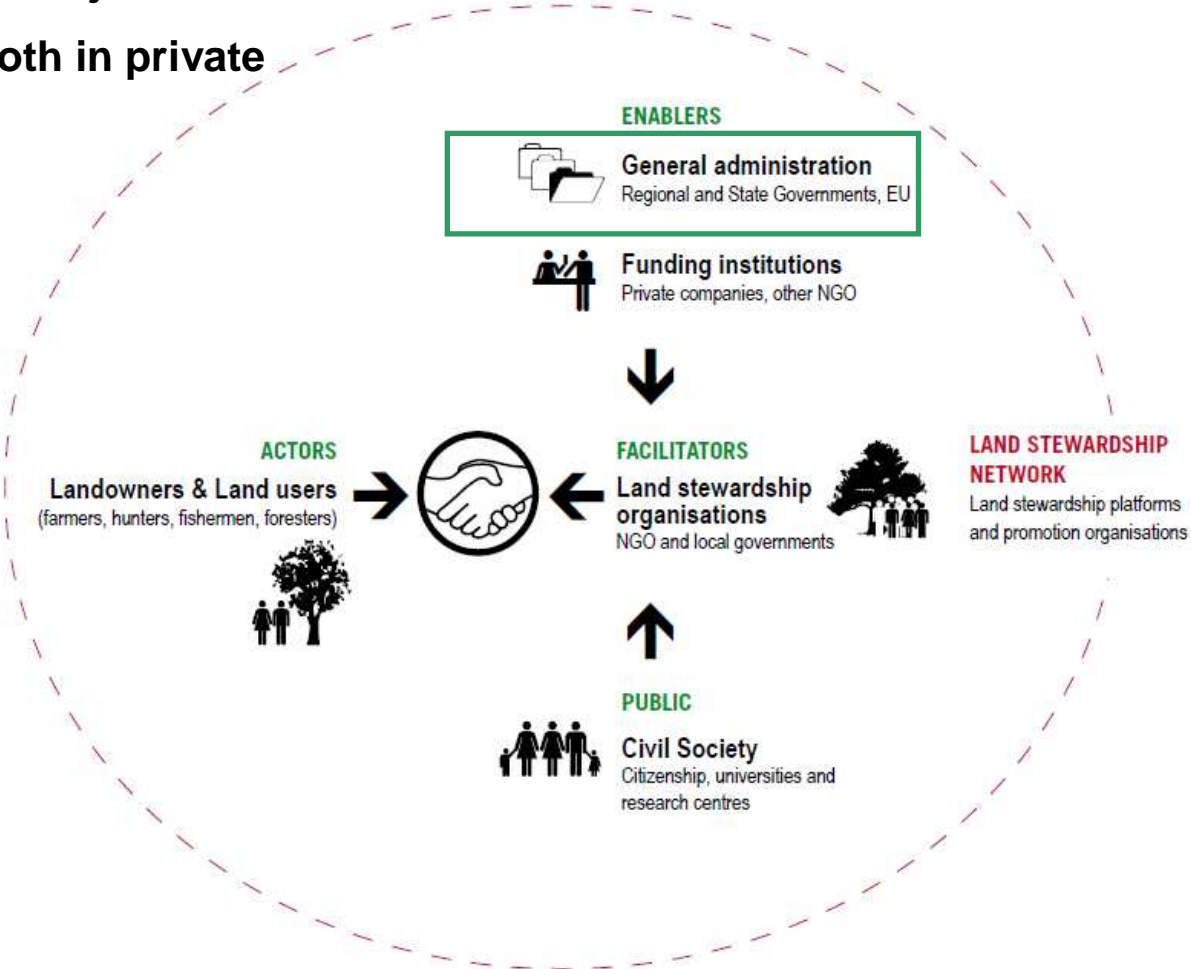 oth in private
ENABLERS
General administration
Regional and State Governments, EU
Funding institutions
Private companies, other NGO
ACTORS
Landowners & Land users
(farmers, hunters, fishermen, foresters)
FACILITATORS
Land stewardship
organisations
NGO and local governments
LAND STEWARDSHIP
NETWORK
Land stewardship platforms
and promotion organisations
PUBLIC
Civil Society
Citizenship, universities and
research centres